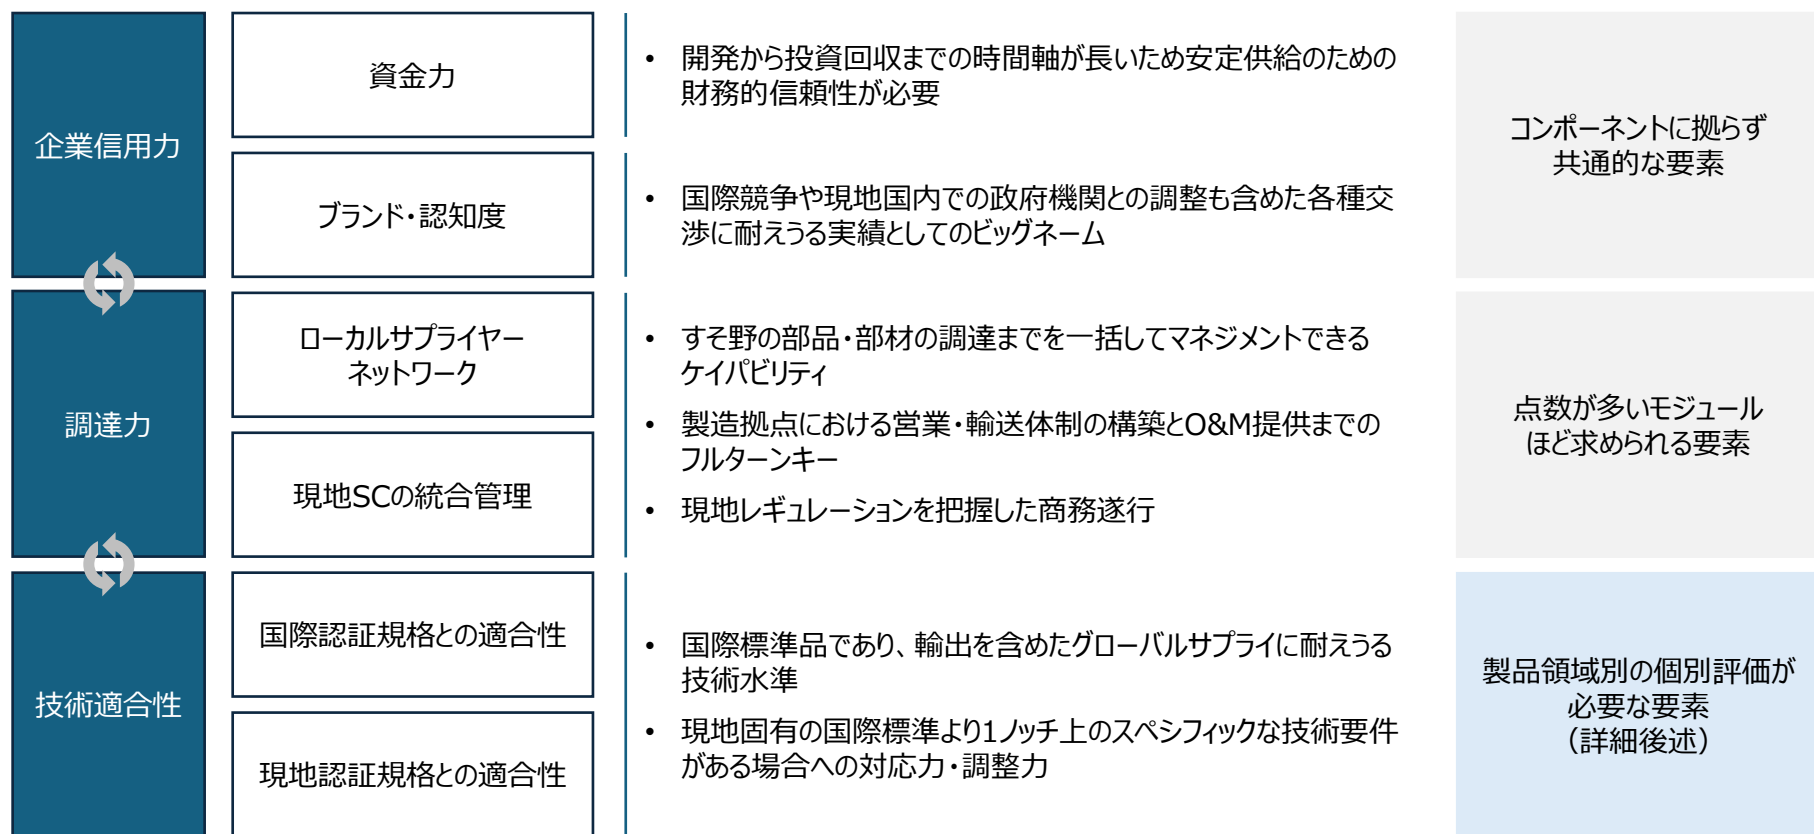 企業信用力
資金力
• 開発から投資回収までの時間軸が長いため安定供給のための
財務的信頼性が必要
ブランド・認知度
• 国際競争や現地国内での政府機関との調整も含めた各種交
渉に耐えうる実績としてのビッグネーム
コンポーネントに拠らず
共通的な要素
調達力
ローカルサプライヤー
ネットワーク
現地SCの統合管理
• すそ野の部品・部材の調達までを一括してマネジメントできる
ケイパビリティ
• 製造拠点における営業・輸送体制の構築とO&M提供までの
フルターンキー
• 現地レギュレーションを把握した商務遂行
点数が多いモジュール
ほど求められる要素
技術適合性
国際認証規格との適合性
現地認証規格との適合性
• 国際標準品であり、輸出を含めたグローバルサプライに耐えうる
技術水準
• 現地固有の国際標準より1ノッチ上のスペシフィックな技術要件
がある場合への対応力・調整力
製品領域別の個別評価が
必要な要素
（詳細後述）